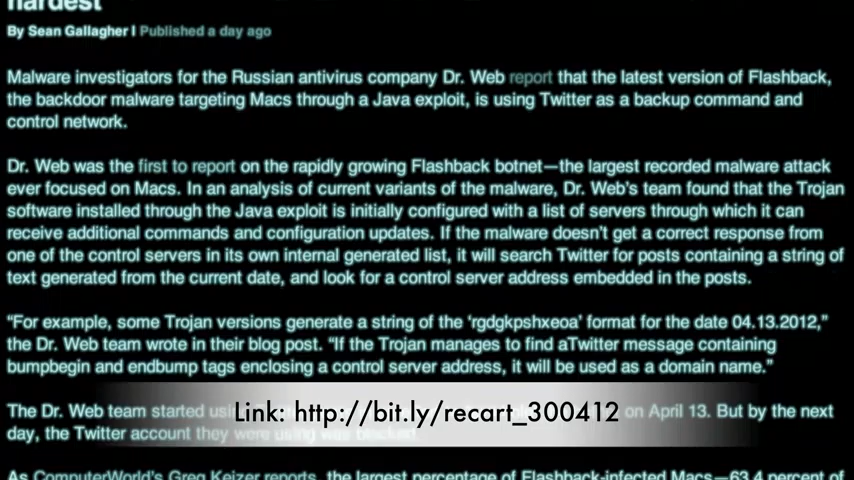 hardest
By Sean Gallagher | Published a day ago
Malware investigators for the Russian antivirus company Dr. Web report that the latest version of Flashback,
the backdoor malware targeting Macs through a Java exploit, is using Twitter as a backup command and
control network.
Dr. Web was the first to report on the rapidly growing Flashback botnet—the largest recorded malware attack
ever focused on Macs. In an analysis of current variants of the malware, Dr. Web's team found that the Trojan
software installed through the Java exploit is initially configured with a list of servers through which it can
receive additional commands and configuration updates. If the malware doesn't get a correct response from
one of the control servers in its own internal generated list, it will search Twitter for posts containing a string of
text generated from the current date, and look for a control server address embedded in the posts.
“For example, some Trojan versions generate a string of the ‘rgdgkpshxeoa’ format for the date 04.13.2012,”
the Dr. Web team wrote in their blog post. “If the Trojan manages to find aTwitter message containing
bumpbegin and endbump tags enclosing a control server address, it will be used as a domain name.”
The Dr. Web team started on April 13. But by the next
Link: http://bit.ly/recart_300412
day, the Twitter account they were using was blocked.
As ComputerWorld's Greg Keizer reports, the largest percentage of Flashback-infected Macs—63.4 percent of